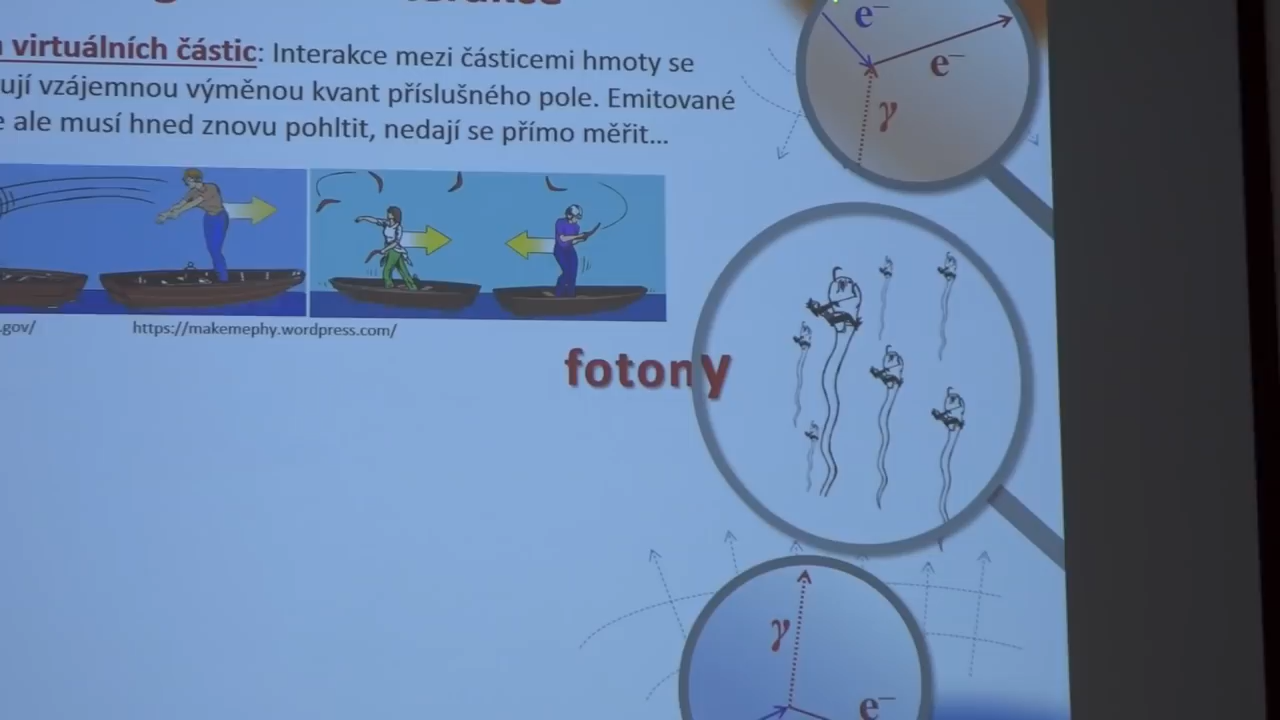 virtuálních částic: Interakce mezi částicemi hmoty se
ují vzájemnou výměnou kvant příslušného pole. Emitované
e ale musí hned znovu pohltit, nedají se přímo měřit...
.gov/
https://makemephy.wordpress.com/
fotony
e⁻
e⁻
γ
γ
e⁻